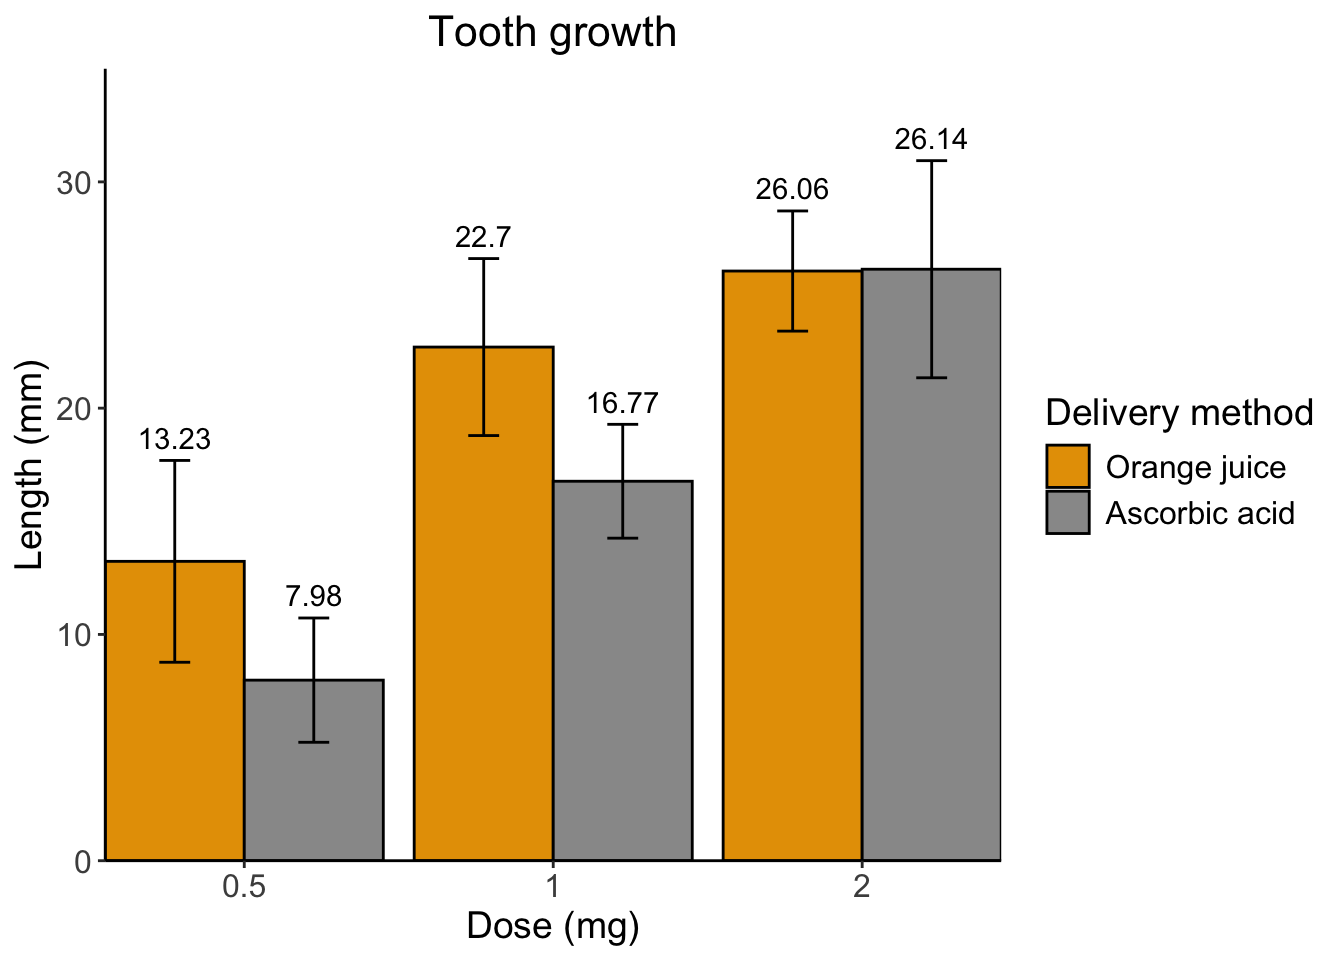 Tooth growth
Length (mm)
30
20
10
0
13.23
7.98
22.7
16.77
26.06
26.14
0.5
1
2
Dose (mg)
Delivery method
Orange juice
Ascorbic acid